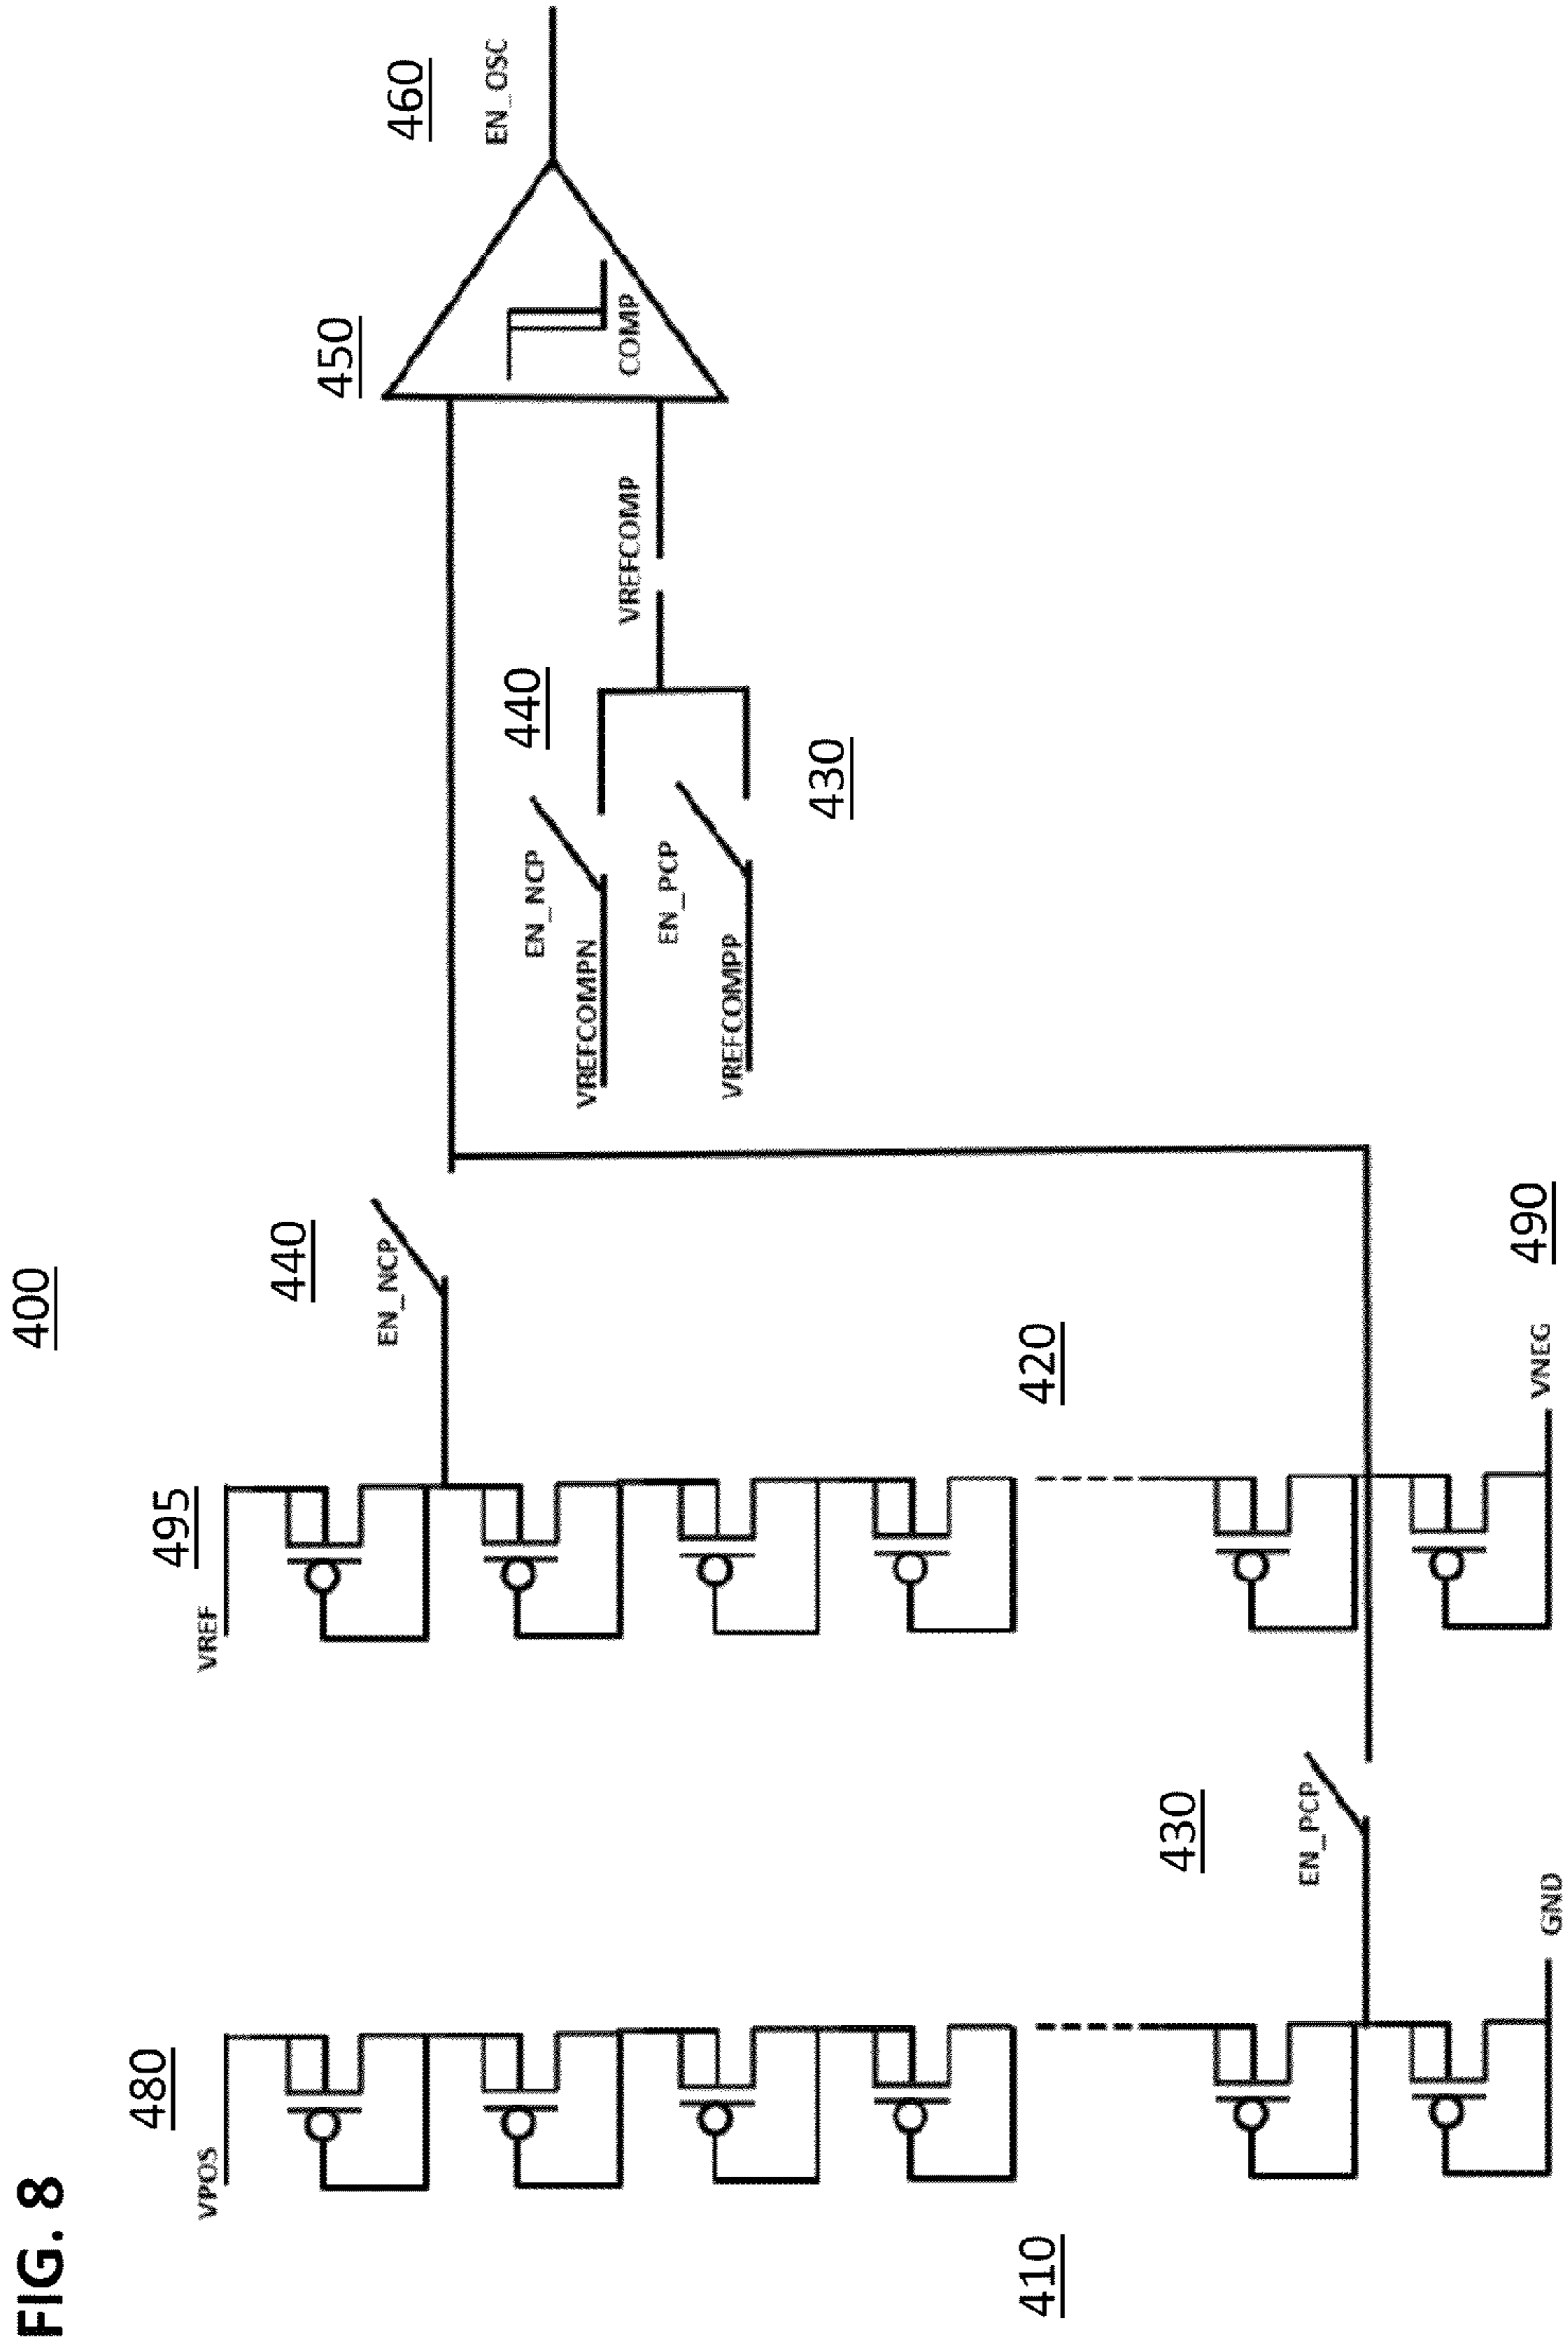 FIG. 8
400
480
VPOS
495
VREF
440
EN_NCP
450
460
EN_OSC
COMP
VREFCOMP
440
EN_NCP
VREFCOMPN
EN_PCP
VREFCOMPP
430
410
420
430
EN_PCP
GND
VNEG
490